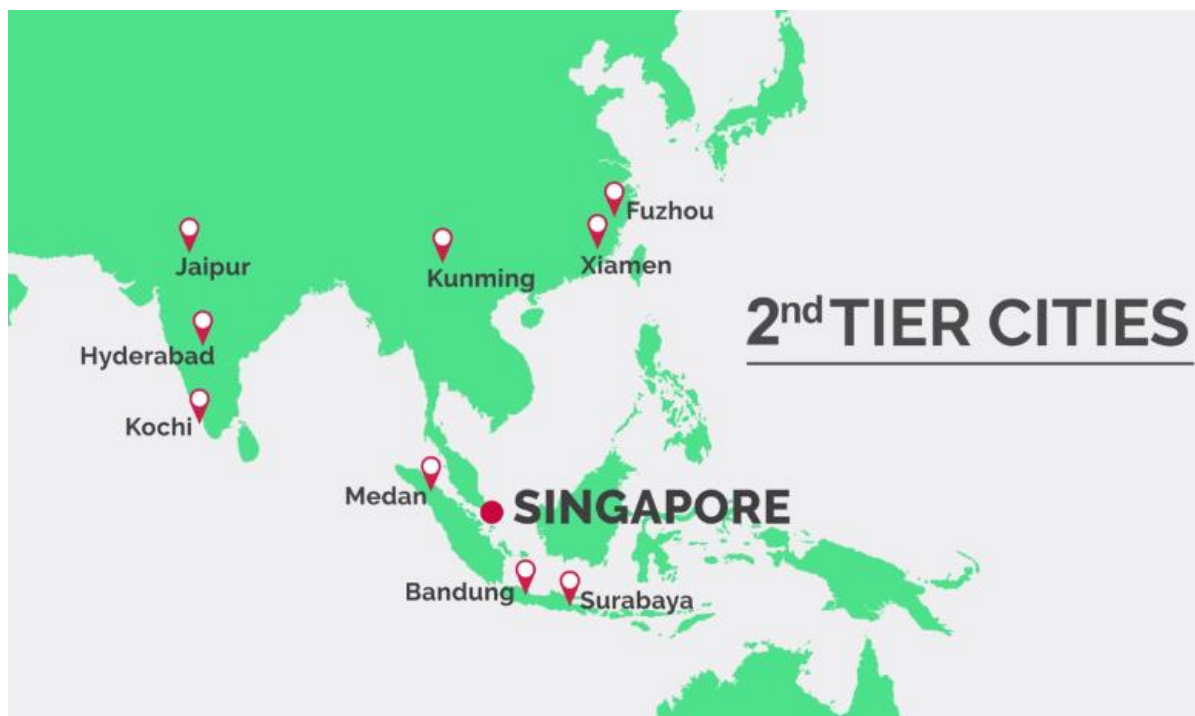 Fuzhou
Jaipur
Kunming
Xiamen
2nd TIER CITIES
Hyderabad
Kochi
Medan
SINGAPORE
Bandung
Surabaya